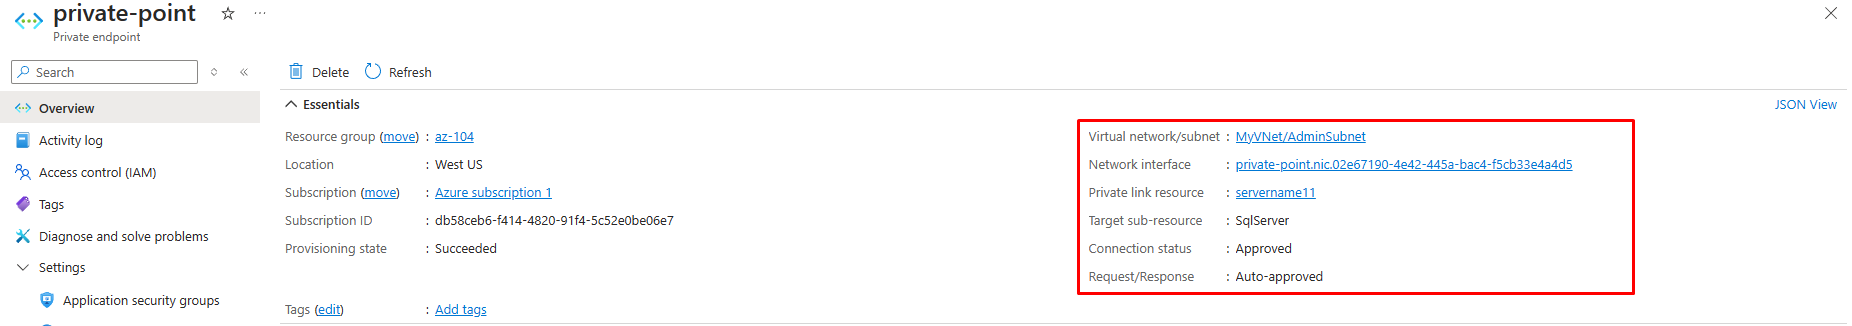 private-point
Private endpoint
Search
Overview
Activity log
Access control (IAM)
Tags
Diagnose and solve problems
Settings
Application security groups
Delete
Refresh
Essentials
JSON View
Resource group (move) : az-104
Location : West US
Subscription (move) : Azure subscription 1
Subscription ID : db58ceb6-f414-4820-91f4-5c52e0be06e7
Provisioning state : Succeeded
Virtual network/subnet : MyVNet/AdminSubnet
Network interface : private-point.nic.02e67190-4e42-445a-bac4-f5cb33e4a4d5
Private link resource : servername11
Target sub-resource : SqlServer
Connection status : Approved
Request/Response : Auto-approved
Tags (edit) : Add tags